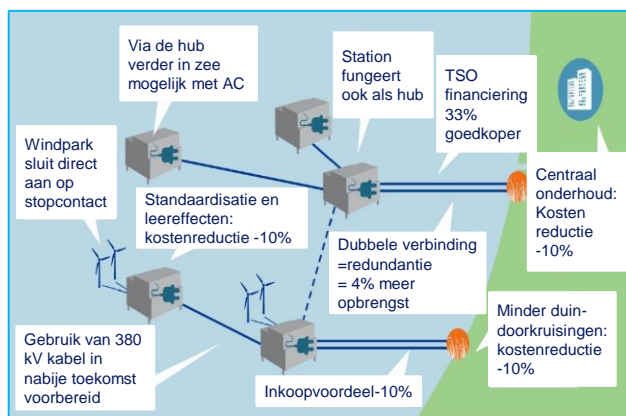 Via de hub
verder in zee
mogelijk met AC
Station
fungeert
ook als hub
TSO
financiering
33%
goedkoper
Windpark
sluit direct
aan op
stopcontact
Standaardisatie en
leereffecten:
kostenreductie -10%
Centraal
onderhoud:
Kosten
reductie
-10%
Dubbele verbinding
=redundantie
= 4% meer
opbrengst
Gebruik van 380
kV kabel in
nabije toekomst
voorbereid
Inkoopvoordeel-10%
Minder duin-
doorkruisingen:
kostenreductie
-10%